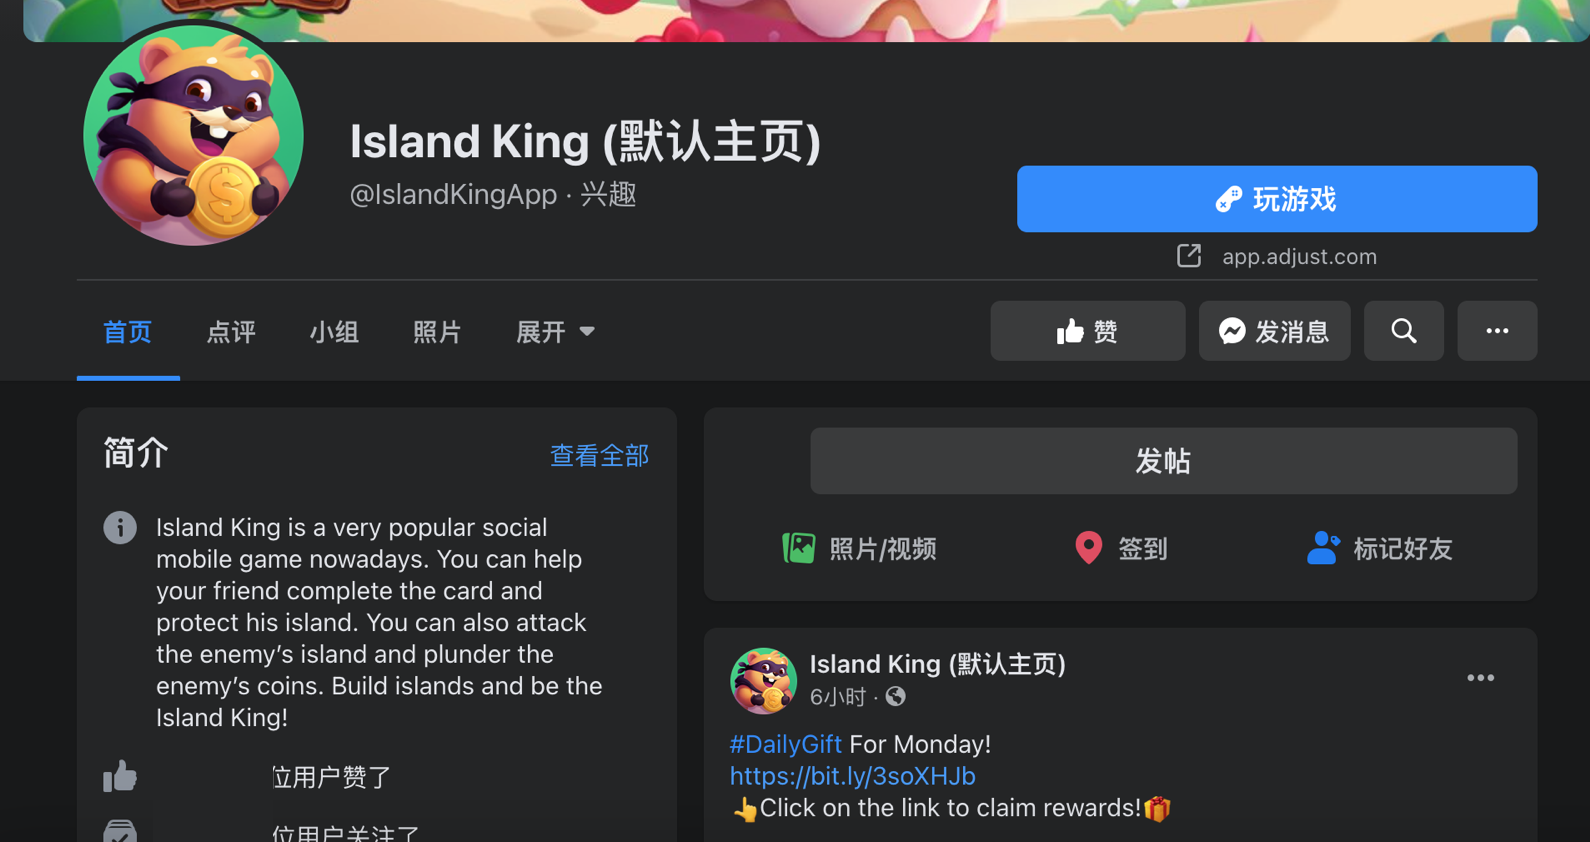 Island King (默认主页)
@IslandKingApp · 兴趣
玩游戏
app.adjust.com
首页 点评 小组 照片 展开
赞 发消息
简介 查看全部
Island King is a very popular social
mobile game nowadays. You can help
your friend complete the card and
protect his island. You can also attack
the enemy’s island and plunder the
enemy’s coins. Build islands and be the
Island King!
位用户赞了
位用户关注了
发帖
照片/视频 签到 标记好友
Island King (默认主页)
6小时 ·
#DailyGift For Monday!
https://bit.ly/3soXHJb
👆Click on the link to claim rewards!🎁